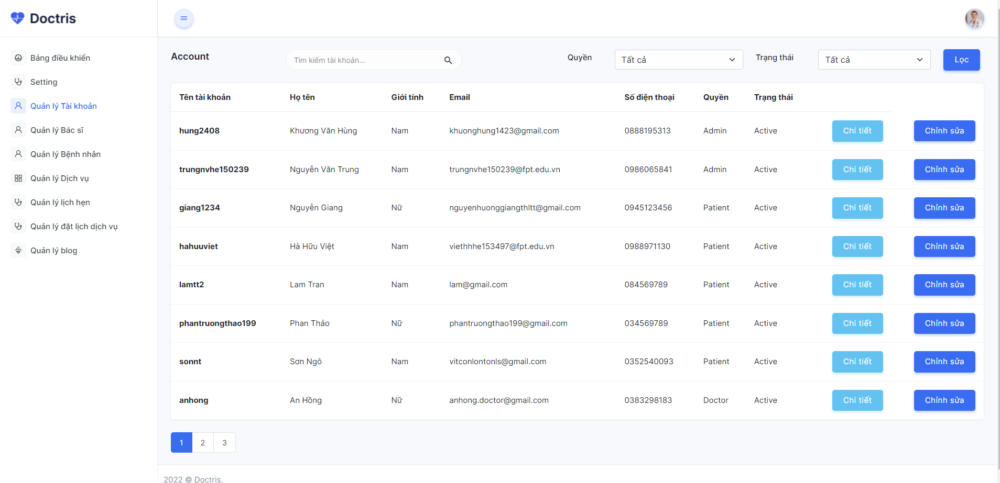 Doctris
Bảng điều khiển
Setting
Quản lý Tài khoản
Quản lý Bác sĩ
Quản lý Bệnh nhân
Quản lý Dịch vụ
Quản lý lịch hẹn
Quản lý đặt lịch dịch vụ
Quản lý blog
Account Tìm kiếm tài khoản... Quyền Tất cả Trạng thái Tất cả Lọc
Tên tài khoản Họ tên Giới tính Email Số điện thoại Quyền Trạng thái
hung2408 Khương Văn Hùng Nam khuonghung1423@gmail.com 0888195313 Admin Active Chi tiết Chỉnh sửa
trungnvhe150239 Nguyễn Văn Trung Nam trungnvhe150239@fpt.edu.vn 0986065841 Admin Active Chi tiết Chỉnh sửa
giang1234 Nguyễn Giang Nữ nguyenhuonggiangthltt@gmail.com 0945123456 Patient Active Chi tiết Chỉnh sửa
hahuuviet Hà Hữu Việt Nam viethhhe153497@fpt.edu.vn 0988971130 Patient Active Chi tiết Chỉnh sửa
lamtt2 Lam Tran Nam lam@gmail.com 084569789 Patient Active Chi tiết Chỉnh sửa
phantruongthao199 Phan Thảo Nữ phantruongthao199@gmail.com 034569789 Patient Active Chi tiết Chỉnh sửa
sonnt Sơn Ngô Nam vitconlontonls@gmail.com 0352540093 Patient Active Chi tiết Chỉnh sửa
anhong An Hồng Nữ anhong.doctor@gmail.com 0383298183 Doctor Active Chi tiết Chỉnh sửa
1 2 3
2022 © Doctris.